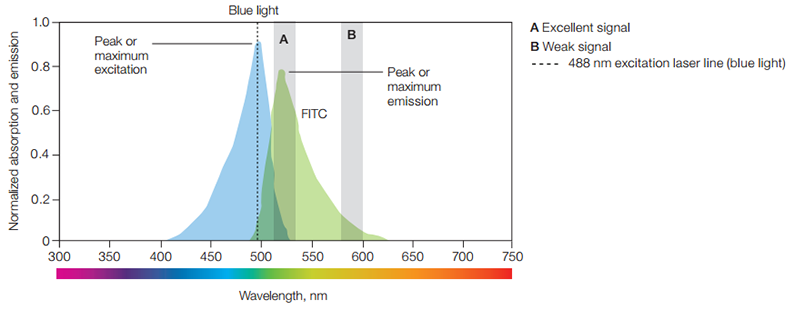 Blue light
1.0
0.8
0.6
0.4
0.2
0
Normalized absorption and emission
Peak or
maximum
excitation
A
B
Peak or
maximum
emission
FITC
300 350 400 450 500 550 600 650 700 750
Wavelength, nm
A Excellent signal
B Weak signal
488 nm excitation laser line (blue light)